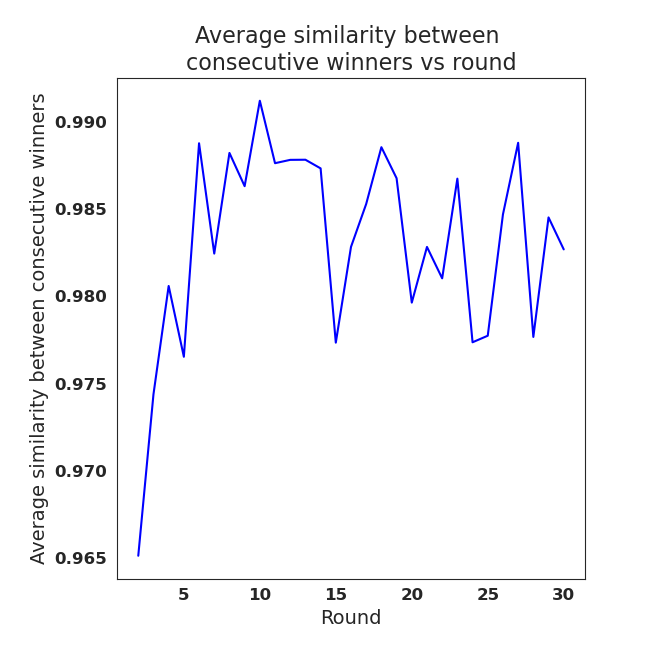 Average similarity between
consecutive winners vs round
Average similarity between consecutive winners
0.990
0.985
0.980
0.975
0.970
0.965
5 10 15 20 25 30
Round